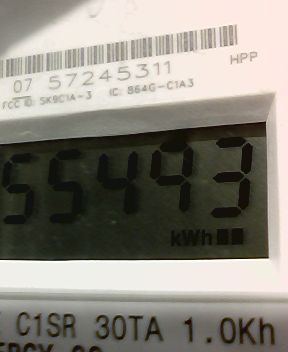 HPP
07 57245311
FCC ID: SK9C1A-3 IC: 864G-C1A3
55493
kWh
C1SR 30TA 1.0Kh